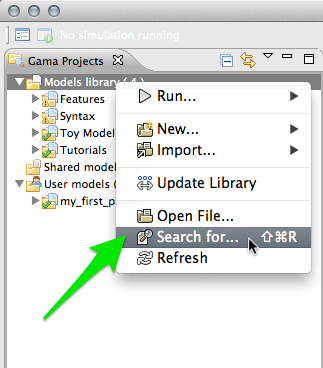 No simulation running
Gama Projects
Models library ( 4 )
Features
Syntax
Toy Model
Tutorials
Shared model
User models (
my_first_p
Run...
New...
Import...
Update Library
Open File...
Search for... ⇧⌘R
Refresh